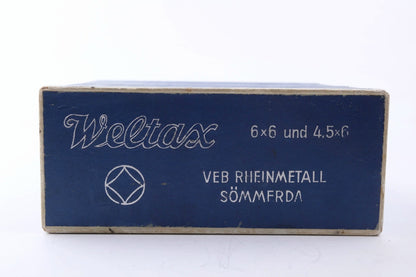 Weltax 6×6 und 4,5×6
VEB RHEINMETALL
SÖMMERDA